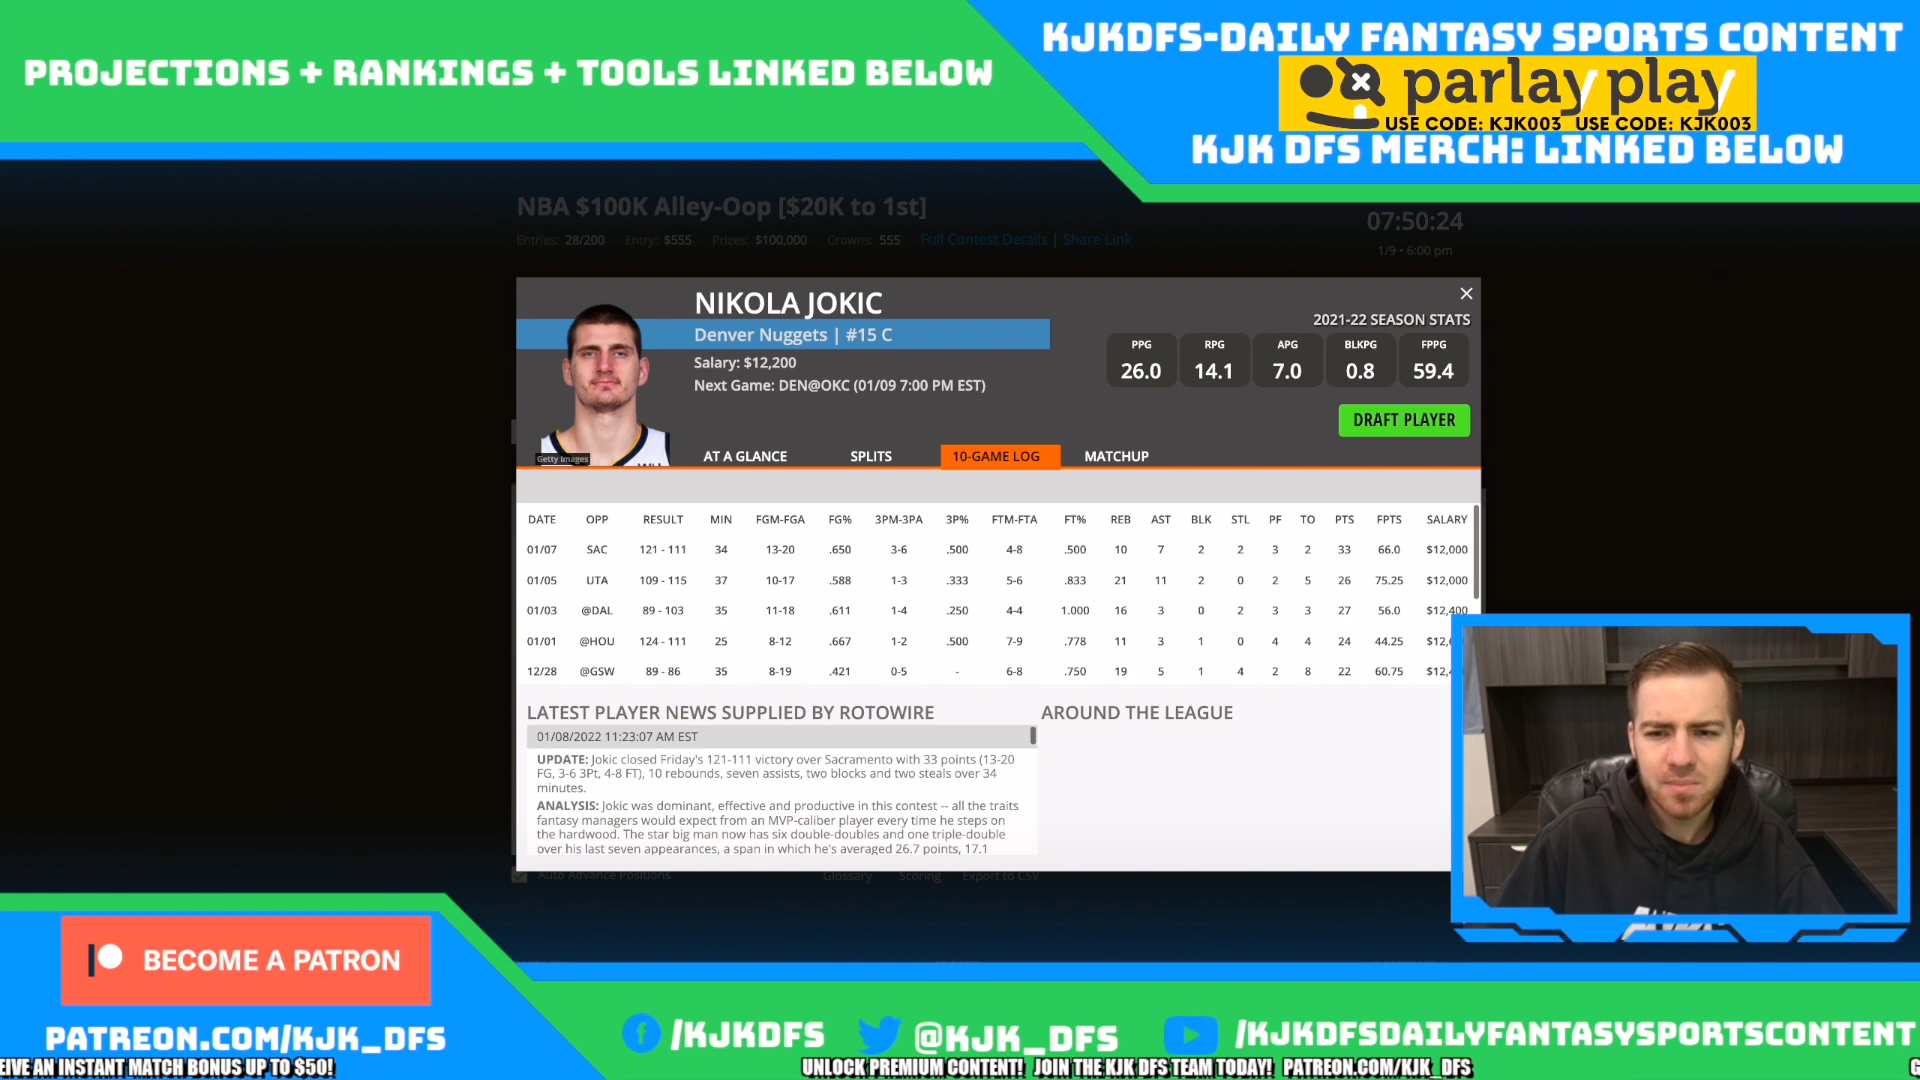 PROJECTIONS + RANKINGS + TOOLS LINKED BELOW
KJKDFS-DAILY FANTASY SPORTS CONTENT
parlay play
USE CODE: KJK003 USE CODE: KJK003
KJK DFS MERCH: LINKED BELOW
NBA $100K Alley-Oop [$20K to 1st]
07:50:24
Entries: 28/200 Entry: $555 Prizes: $100,000 Crowns: 555 Full Contest Details | Share Link
1/9 • 6:00 pm
NIKOLA JOKIC
Denver Nuggets | #15 C
Salary: $12,200
Next Game: DEN@OKC (01/09 7:00 PM EST)
2021-22 SEASON STATS
PPG RPG APG BLKPG FPPG
26.0 14.1 7.0 0.8 59.4
DRAFT PLAYER
Getty Images
AT A GLANCE SPLITS 10-GAME LOG MATCHUP
DATE OPP RESULT MIN FGM-FGA FG% 3PM-3PA 3P% FTM-FTA FT% REB AST BLK STL PF TO PTS FPTS SALARY
01/07 SAC 121 - 111 34 13-20 .650 3-6 .500 4-8 .500 10 7 2 2 3 2 33 66.0 $12,000
01/05 UTA 109 - 115 37 10-17 .588 1-3 .333 5-6 .833 21 11 2 0 2 5 26 75.25 $12,000
01/03 @DAL 89 - 103 35 11-18 .611 1-4 .250 4-4 1.000 16 3 0 2 3 3 27 56.0 $12,400
01/01 @HOU 124 - 111 25 8-12 .667 1-2 .500 7-9 .778 11 3 1 0 4 4 24 44.25 $12,
12/28 @GSW 89 - 86 35 8-19 .421 0-5 - 6-8 .750 19 5 1 4 2 8 22 60.75 $12,
LATEST PLAYER NEWS SUPPLIED BY ROTOWIRE
AROUND THE LEAGUE
01/08/2022 11:23:07 AM EST
UPDATE: Jokic closed Friday's 121-111 victory over Sacramento with 33 points (13-20
FG, 3-6 3Pt, 4-8 FT), 10 rebounds, seven assists, two blocks and two steals over 34
minutes.
ANALYSIS: Jokic was dominant, effective and productive in this contest -- all the traits
fantasy managers would expect from an MVP-caliber player every time he steps on
the hardwood. The star big man now has six double-doubles and one triple-double
over his last seven appearances, a span in which he's averaged 26.7 points, 17.1
Auto Advance Positions Glossary Scoring Export to CSV
BECOME A PATRON
PATREON.COM/KJK_DFS
/KJKDFS @KJK_DFS /KJKDFSDAILYFANTASYSPORTSCONTENT
EIVE AN INSTANT MATCH BONUS UP TO $50! UNLOCK PREMIUM CONTENT! JOIN THE KJK DFS TEAM TODAY! PATREON.COM/KJK_DFS